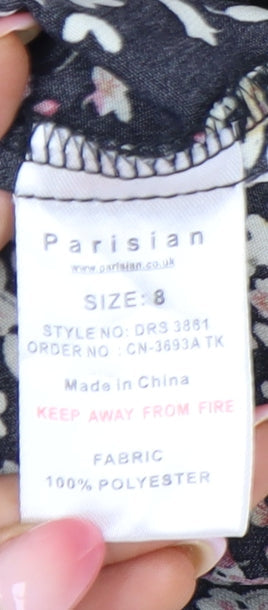 Parisian
www.parisian.co.uk
SIZE: 8
STYLE NO: DRS 3861
ORDER NO : CN-3693A TK
Made in China
KEEP AWAY FROM FIRE
FABRIC
100% POLYESTER